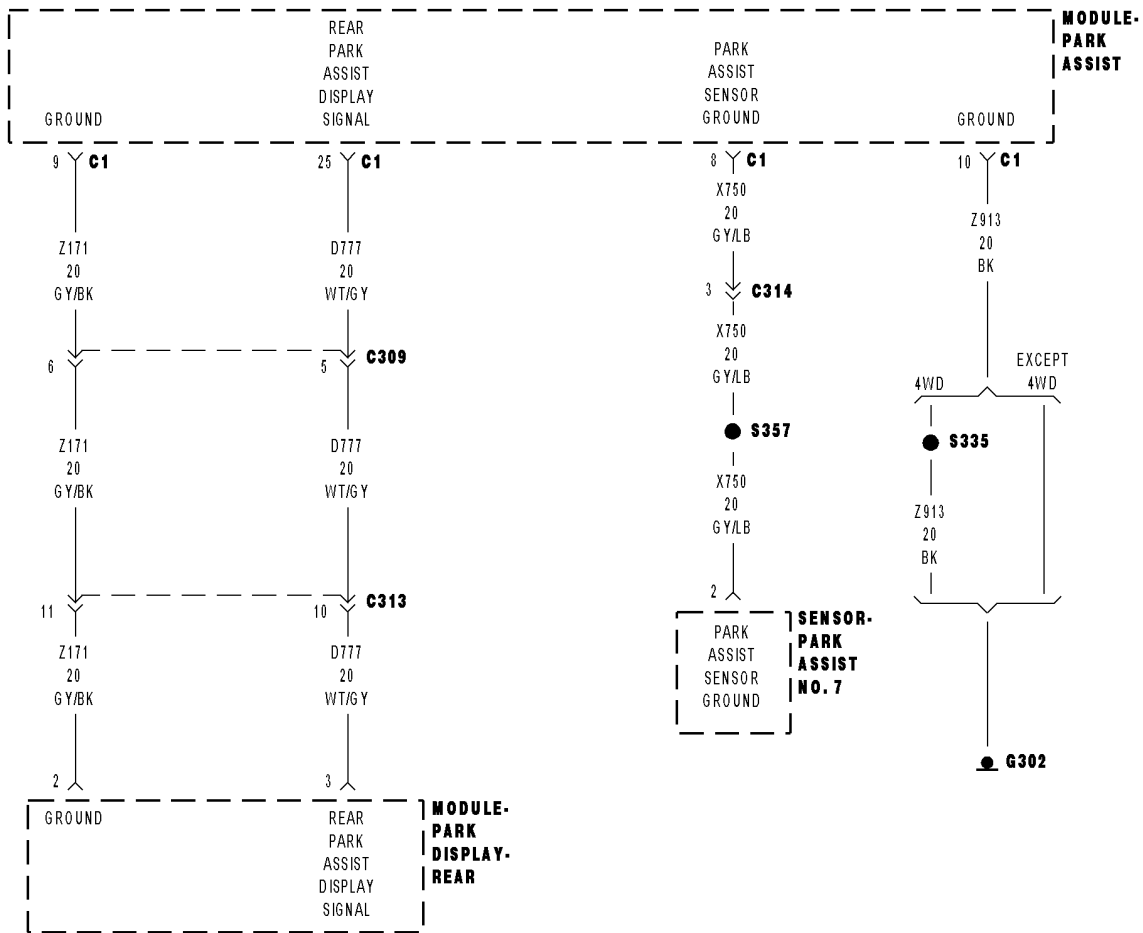 MODULE-
PARK
ASSIST
REAR
PARK
ASSIST
DISPLAY
SIGNAL
PARK
ASSIST
SENSOR
GROUND
GROUND
GROUND
9 C1
25 C1
8 C1
10 C1
Z171
20
GY/BK
D777
20
WT/GY
X750
20
GY/LB
Z913
20
BK
3 C314
X750
20
GY/LB
6
5 C309
4WD
EXCEPT
4WD
S357
S335
Z171
20
GY/BK
D777
20
WT/GY
X750
20
GY/LB
Z913
20
BK
11
10 C313
2
SENSOR-
PARK
ASSIST
NO. 7
PARK
ASSIST
SENSOR
GROUND
Z171
20
GY/BK
D777
20
WT/GY
G302
2
3
GROUND
REAR
PARK
ASSIST
DISPLAY
SIGNAL
MODULE-
PARK
DISPLAY-
REAR